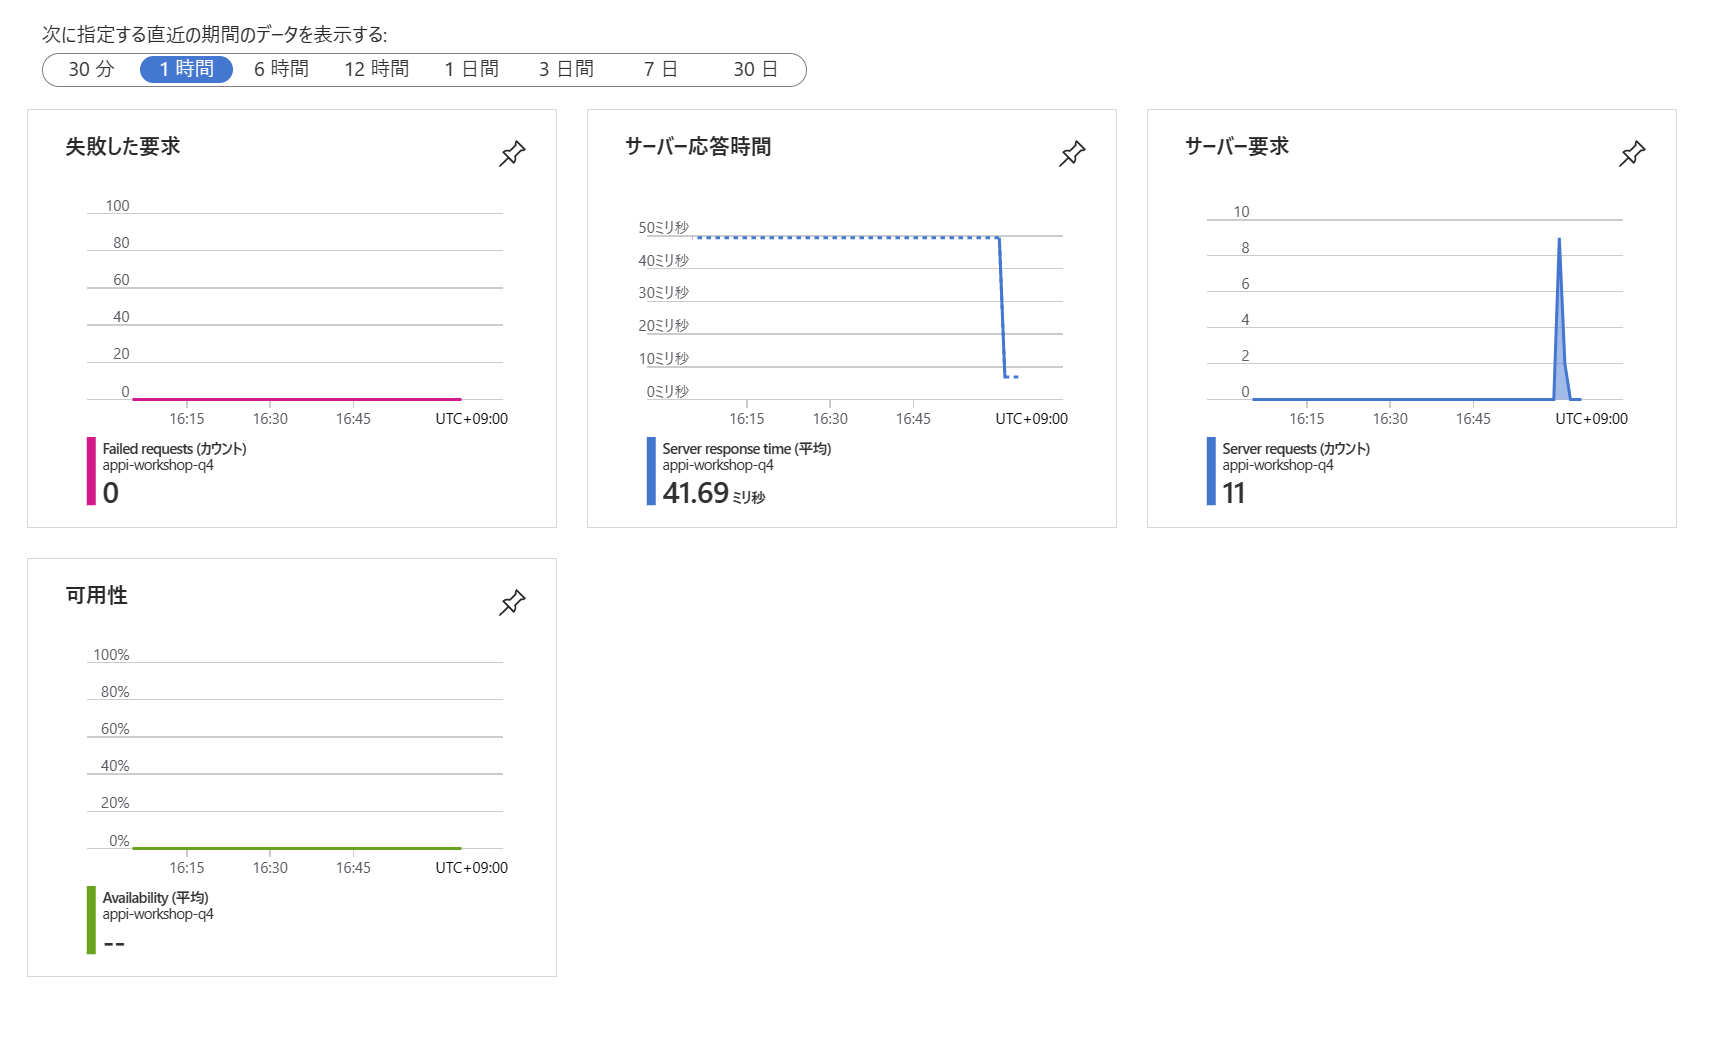 次に指定する直近の期間のデータを表示する:
30 分 1 時間 6 時間 12 時間 1 日間 3 日間 7 日 30 日
失敗した要求
100
80
60
40
20
0
16:15 16:30 16:45 UTC+09:00
Failed requests (カウント)
appi-workshop-q4
0
サーバー応答時間
50ミリ秒
40ミリ秒
30ミリ秒
20ミリ秒
10ミリ秒
0ミリ秒
16:15 16:30 16:45 UTC+09:00
Server response time (平均)
appi-workshop-q4
41.69 ミリ秒
サーバー要求
10
8
6
4
2
0
16:15 16:30 16:45 UTC+09:00
Server requests (カウント)
appi-workshop-q4
11
可用性
100%
80%
60%
40%
20%
0%
16:15 16:30 16:45 UTC+09:00
Availability (平均)
appi-workshop-q4
--